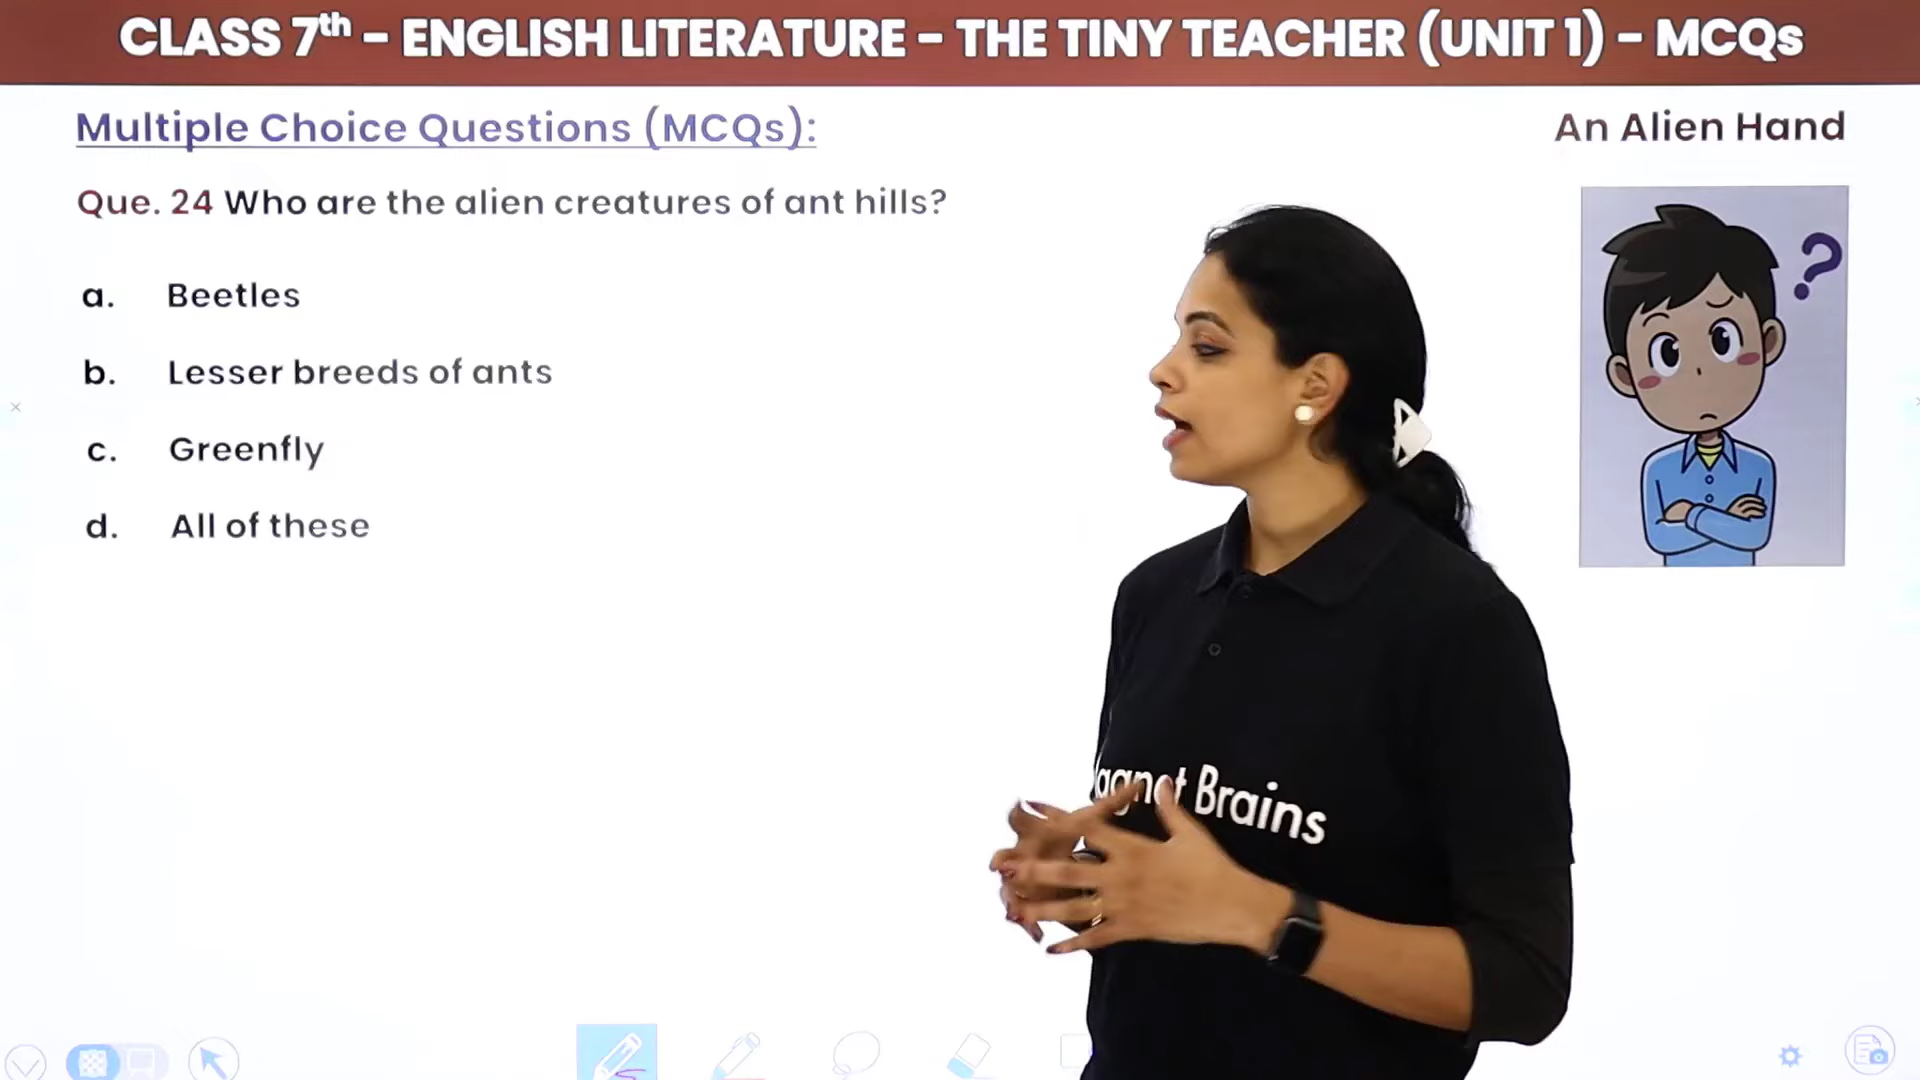 CLASS 7th - ENGLISH LITERATURE - THE TINY TEACHER (UNIT 1) - MCQs
Multiple Choice Questions (MCQs):
An Alien Hand
Que. 24 Who are the alien creatures of ant hills?
?
a. Beetles
b. Lesser breeds of ants
c. Greenfly
d. All of these
Magnet Brains